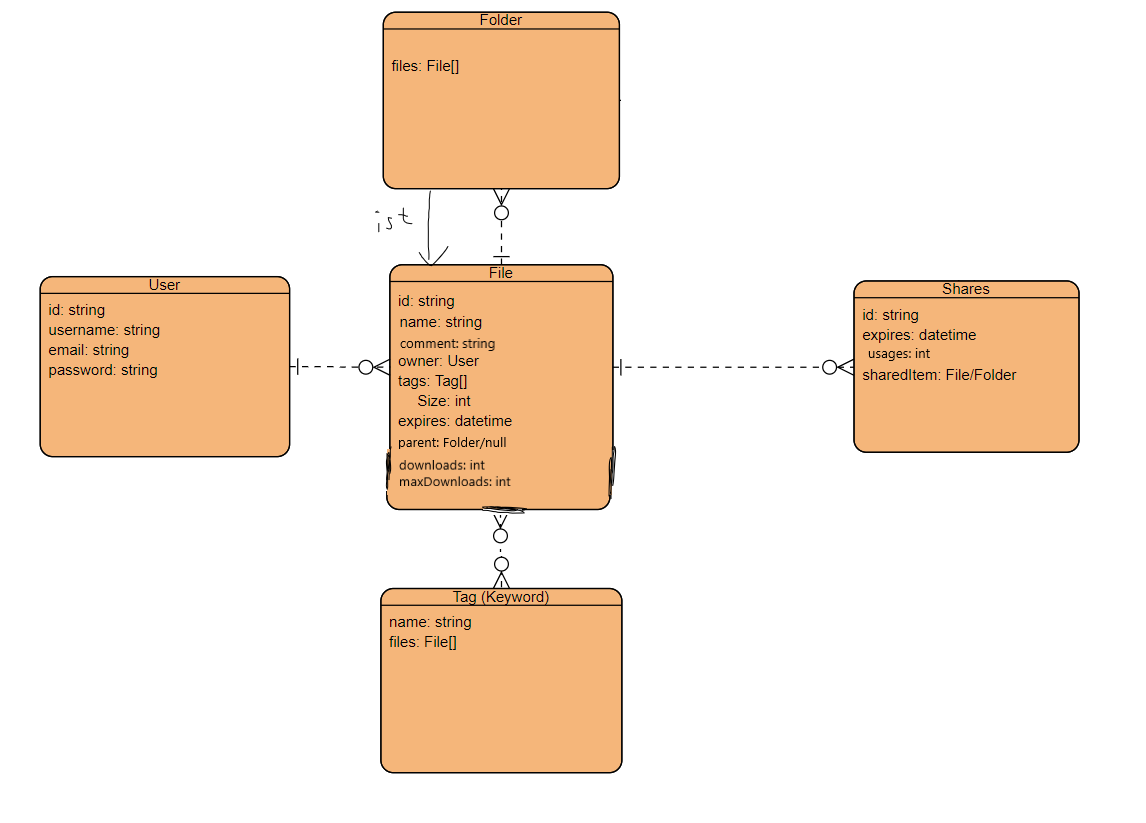 Folder
files: File[]
ist
User
id: string
username: string
email: string
password: string
File
id: string
name: string
comment: string
owner: User
tags: Tag[]
Size: int
expires: datetime
parent: Folder/null
downloads: int
maxDownloads: int
Shares
id: string
expires: datetime
usages: int
sharedItem: File/Folder
Tag (Keyword)
name: string
files: File[]